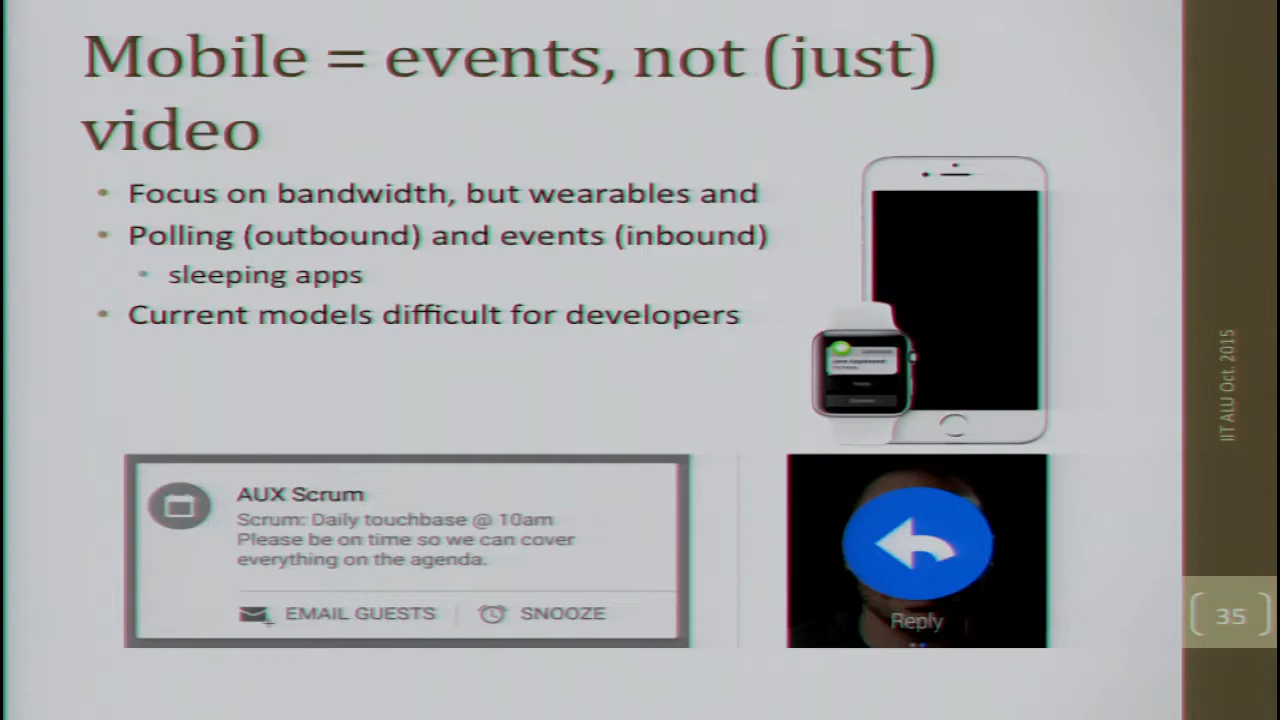 Mobile = events, not (just)
video
• Focus on bandwidth, but wearables and
• Polling (outbound) and events (inbound)
• sleeping apps
• Current models difficult for developers
AUX Scrum
Scrum: Daily touchbase @ 10am
Please be on time so we can cover
everything on the agenda.
EMAIL GUESTS
SNOOZE
Reply
IIT ALU Oct. 2015
35